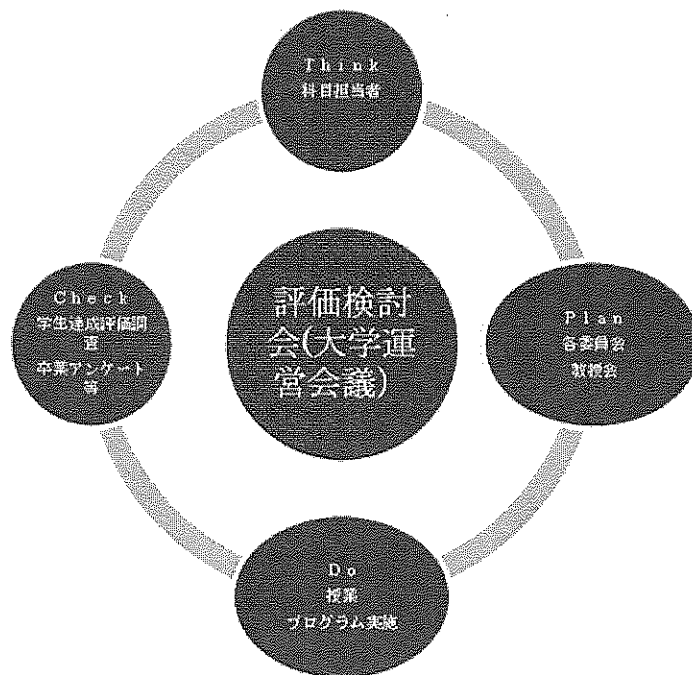 Think
科目担当者
Check
学生達成評価調
査
卒業アンケート
等
評価検討
会(大学運
営会議)
Plan
各委員会
教授会
Do
授業
プログラム実施